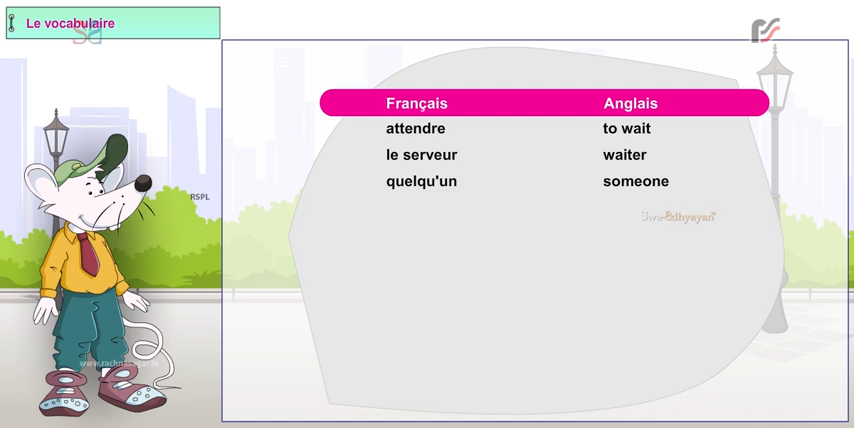 Le vocabulaire
Français Anglais
attendre to wait
le serveur waiter
quelqu'un someone
RSPL